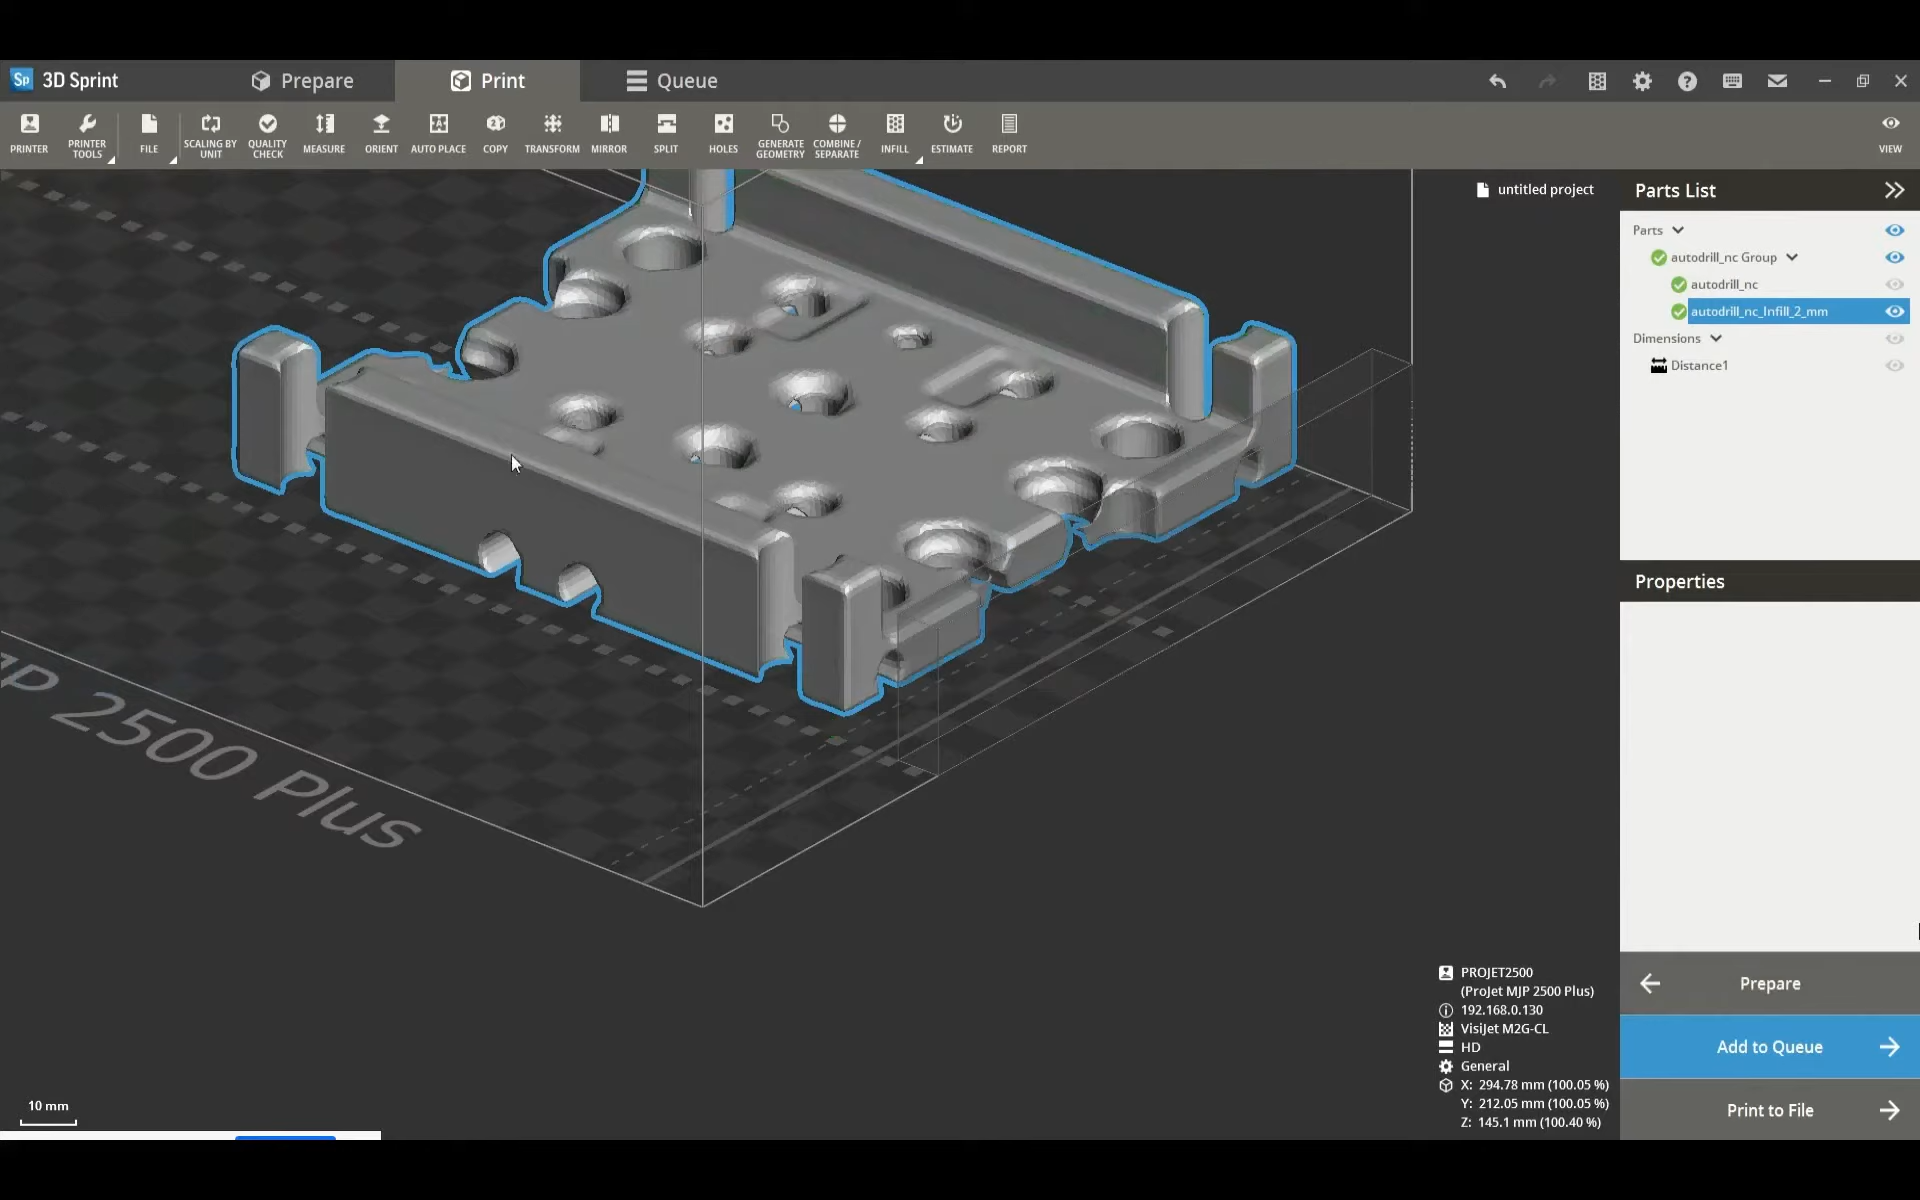 Sp 3D Sprint
Prepare
Print
Queue
PRINTER
PRINTER TOOLS
FILE
SCALING BY UNIT
QUALITY CHECK
MEASURE
ORIENT
AUTO PLACE
COPY
TRANSFORM
MIRROR
SPLIT
HOLES
GENERATE GEOMETRY
COMBINE / SEPARATE
INFILL
ESTIMATE
REPORT
VIEW
untitled project
Parts List
Parts
autodrill_nc Group
autodrill_nc
autodrill_nc_Infill_2_mm
Dimensions
Distance1
Properties
2500 Plus
PROJET2500
(ProJet MJP 2500 Plus)
192.168.0.130
VisiJet M2G-CL
HD
General
X: 294.78 mm (100.05 %)
Y: 212.05 mm (100.05 %)
Z: 145.1 mm (100.40 %)
Prepare
Add to Queue
Print to File
10 mm